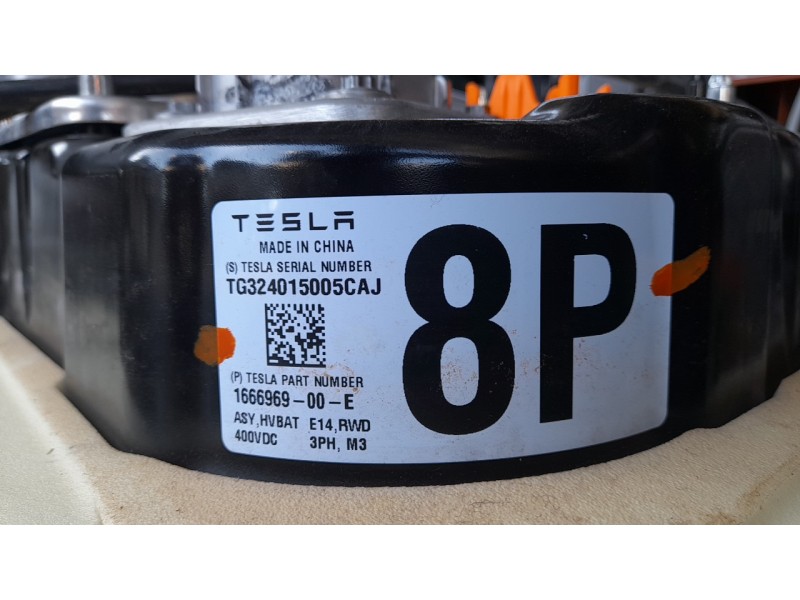 TESLA
MADE IN CHINA
(S) TESLA SERIAL NUMBER
TG324015005CAJ
(P) TESLA PART NUMBER
1666969-00-E
ASY,HVBAT E14,RWD
400VDC 3PH, M3
8P